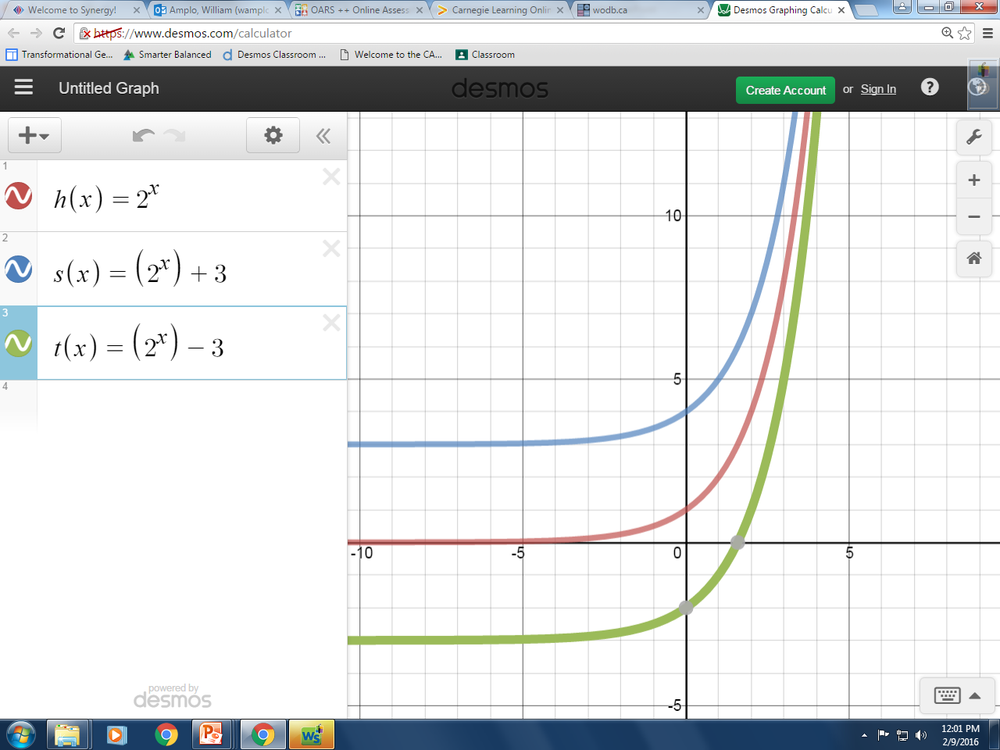 Welcome to Synergy!
Amplo, William (wamplo
OARS ++ Online Assess
Carnegie Learning Onlin
wodb.ca
Desmos Graphing Calcu
https://www.desmos.com/calculator
Transformational Ge...
Smarter Balanced
Desmos Classroom ...
Welcome to the CA...
Classroom
Untitled Graph
desmos
Create Account or Sign In ?
1
h(x) = 2^x
2
s(x) = (2^x) + 3
3
t(x) = (2^x) − 3
4
10
5
-10 -5 0 5
-5
powered by
desmos
12:01 PM
2/9/2016